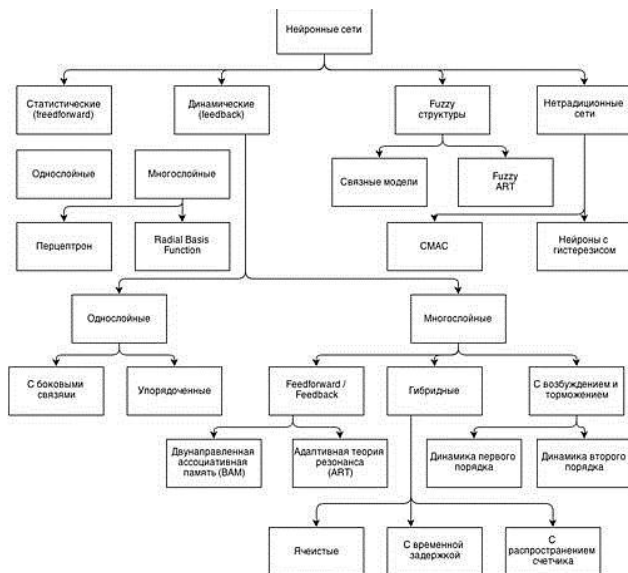 Нейронные сети
Статистические
(freedforward)
Динамические
(feedback)
Fuzzy
структуры
Нетрадиционные
сети
Однослойные
Многослойные
Связные модели
Fuzzy
ART
Перцептрон
Radial Basis
Function
CMAC
Нейроны с
гистерезисом
Однослойные
Многослойные
С боковыми
связями
Упорядоченные
Feedforward /
Feedback
Гибридные
С возбуждением и
торможением
Двунаправленная
ассоциативная
память (BAM)
Адаптивная теория
резонанса
(ART)
Динамика первого
порядка
Динамика второго
порядка
Ячеистые
С временной
задержкой
С
распространением
счетчика